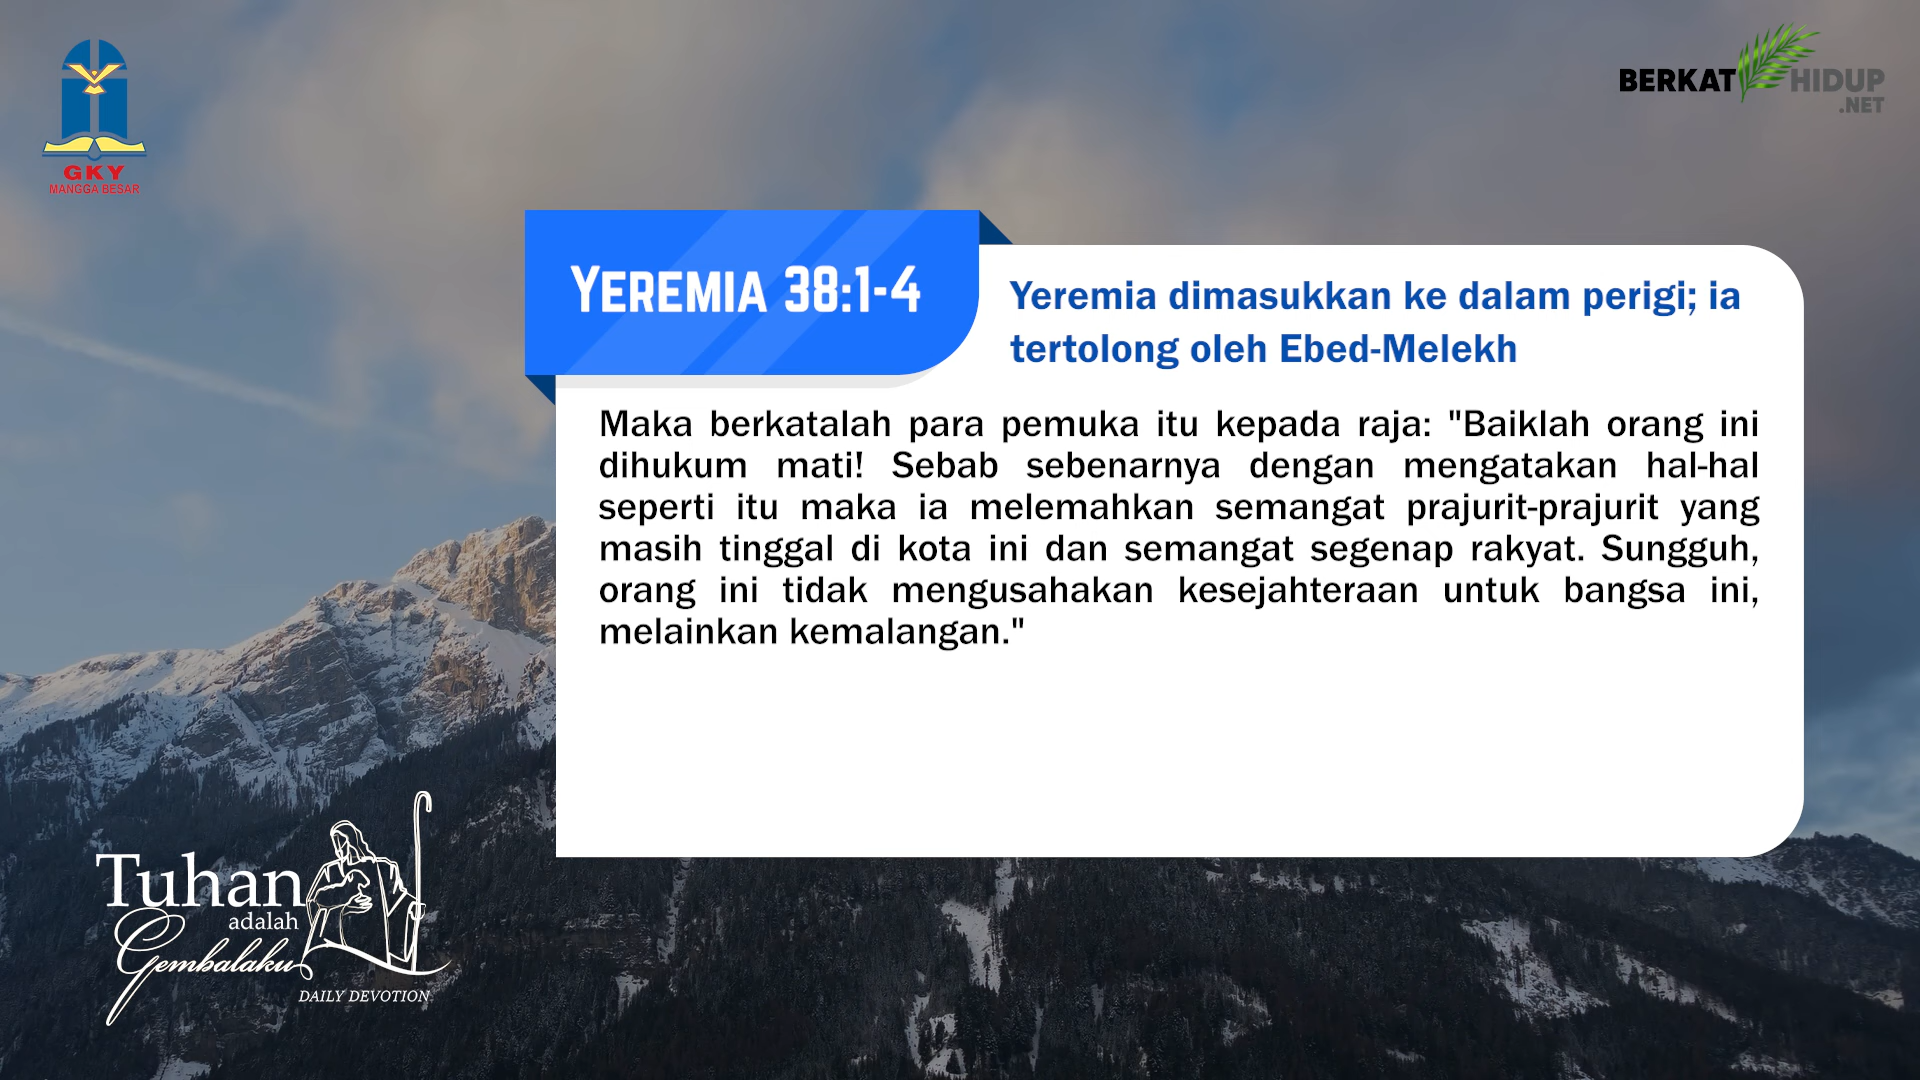 GKY
MANGGA BESAR
BERKAT HIDUP
.NET
YEREMIA 38:1-4
Yeremia dimasukkan ke dalam perigi; ia
tertolong oleh Ebed-Melekh
Maka berkatalah para pemuka itu kepada raja: "Baiklah orang ini
dihukum mati! Sebab sebenarnya dengan mengatakan hal-hal
seperti itu maka ia melemahkan semangat prajurit-prajurit yang
masih tinggal di kota ini dan semangat segenap rakyat. Sungguh,
orang ini tidak mengusahakan kesejahteraan untuk bangsa ini,
melainkan kemalangan."
Tuhan
adalah
Gembalaku
DAILY DEVOTION